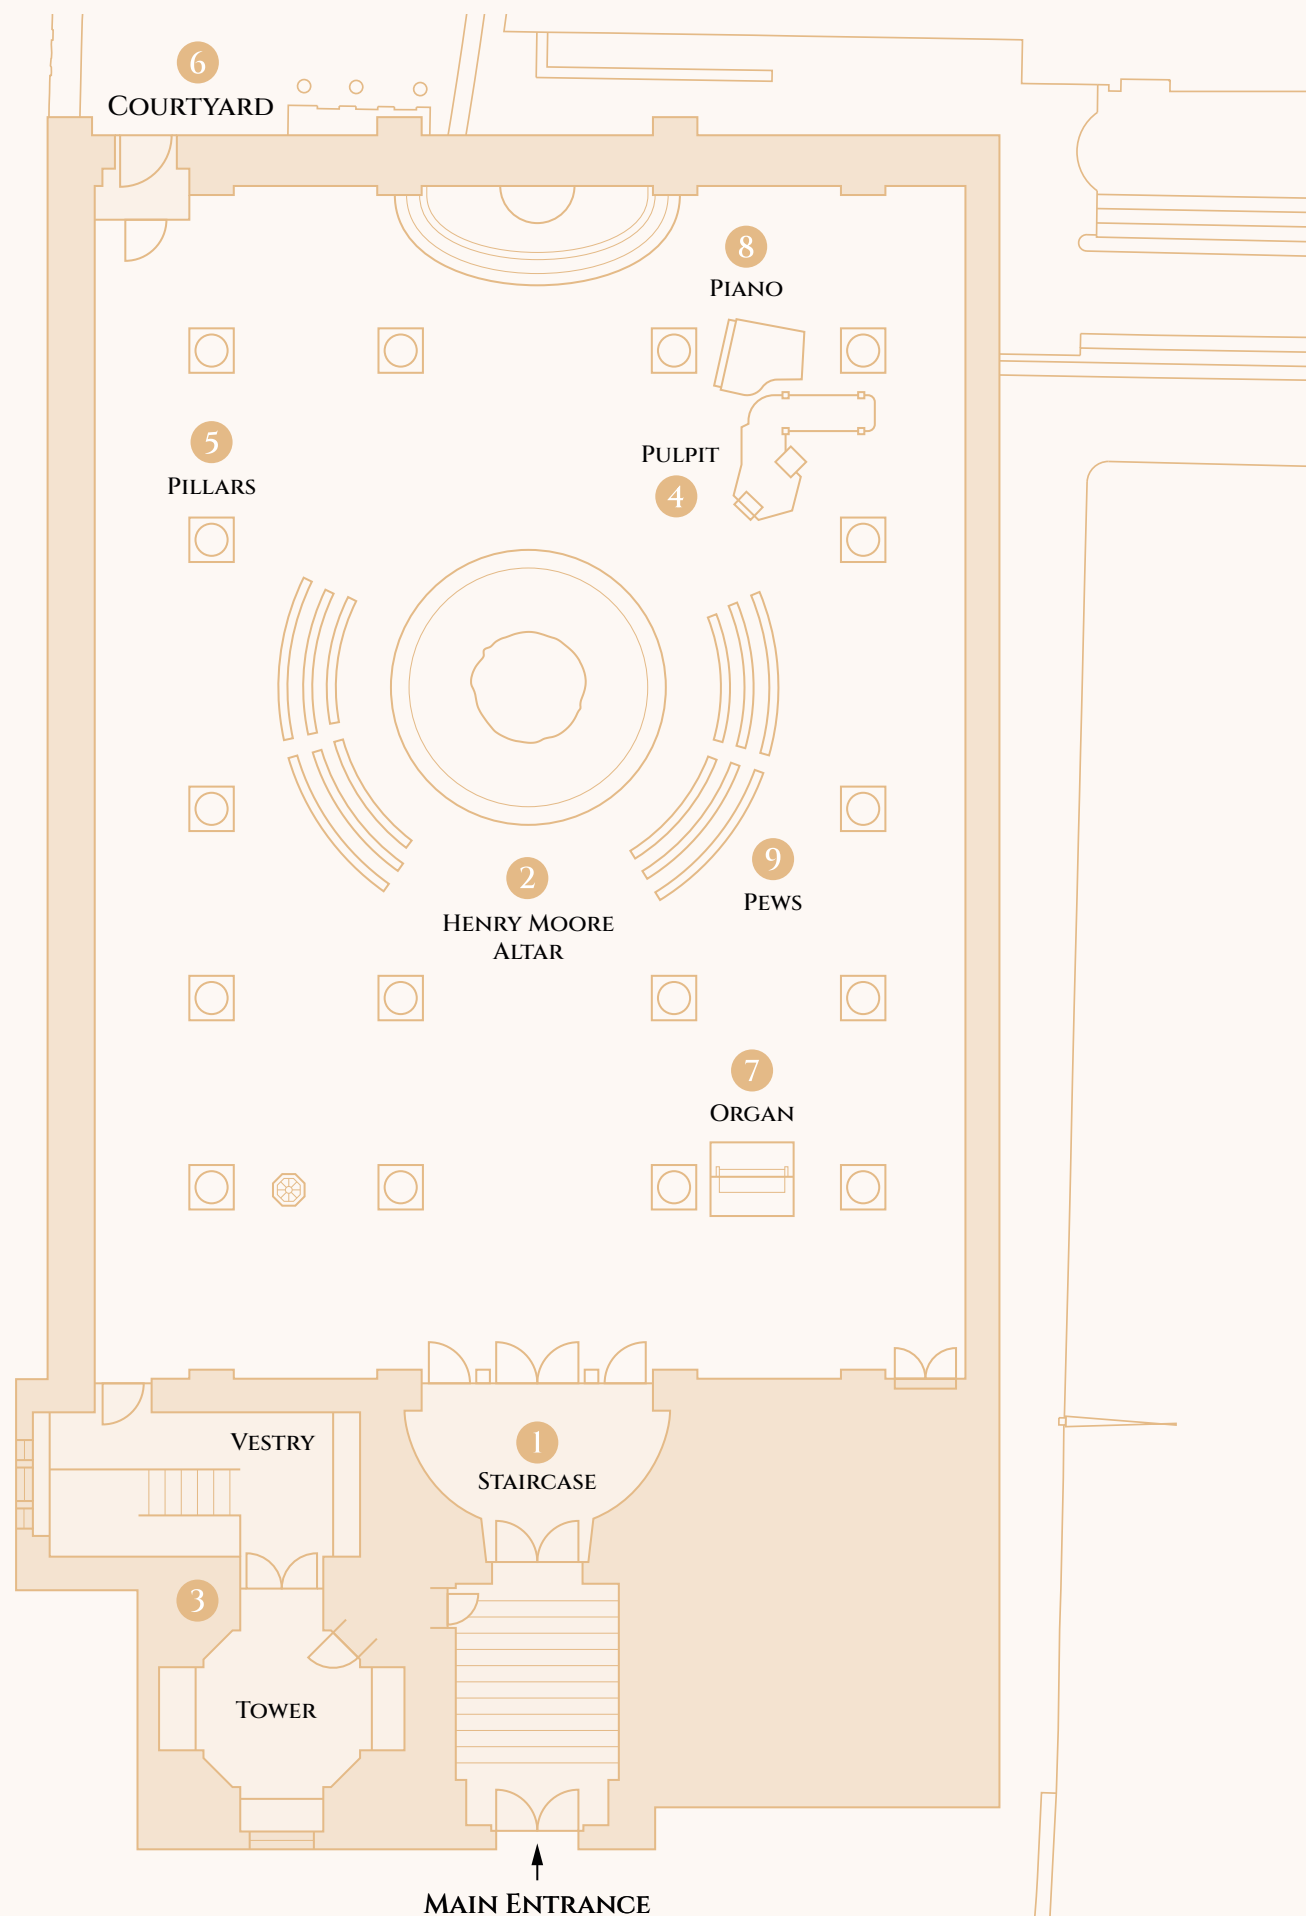 6
Courtyard
8
Piano
5
Pillars
Pulpit
4
9
Pews
2
Henry Moore
Altar
7
Organ
Vestry
1
Staircase
3
Tower
Main Entrance